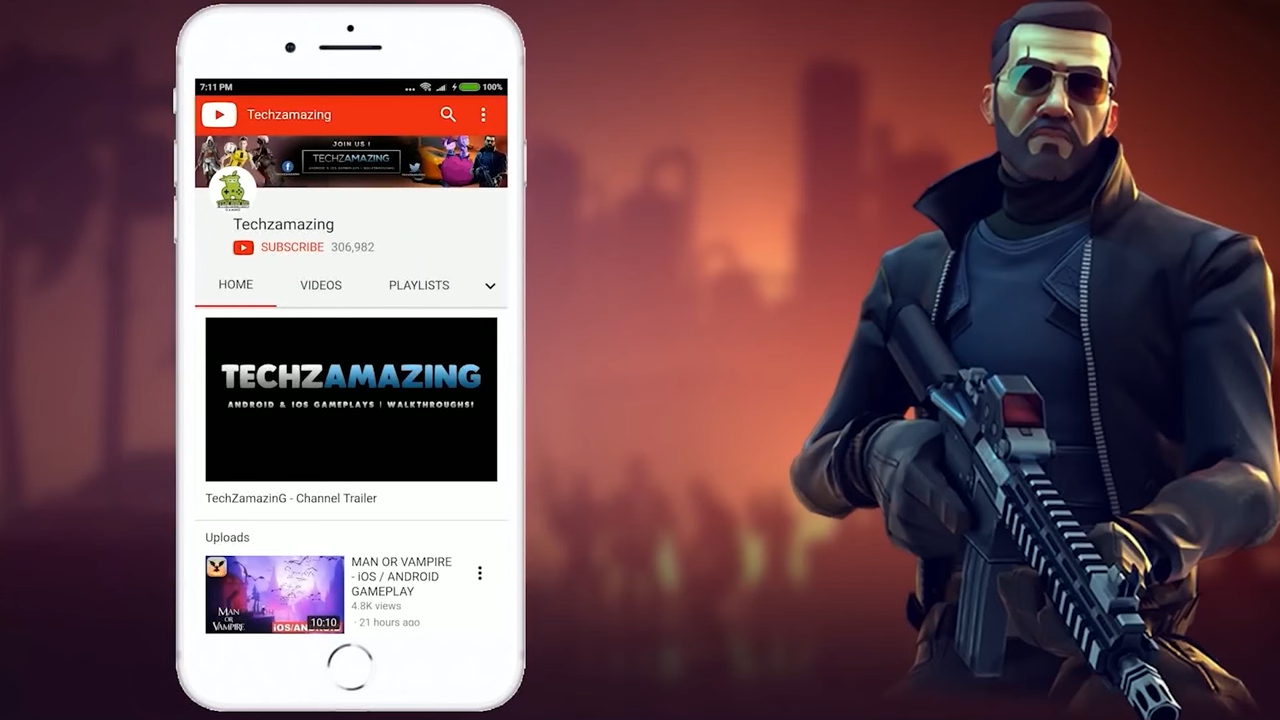 7:11 PM
100%
Techzamazing
JOIN US !
TECHZAMAZING
Techzamazing
SUBSCRIBE 306,982
HOME VIDEOS PLAYLISTS
TECHZAMAZING
ANDROID & IOS GAMEPLAYS | WALKTHROUGHS!
TechZamazinG - Channel Trailer
Uploads
MAN OR VAMPIRE
- iOS / ANDROID
GAMEPLAY
4.8K views
· 21 hours ago
MAN
OR
VAMPIRE
10:10